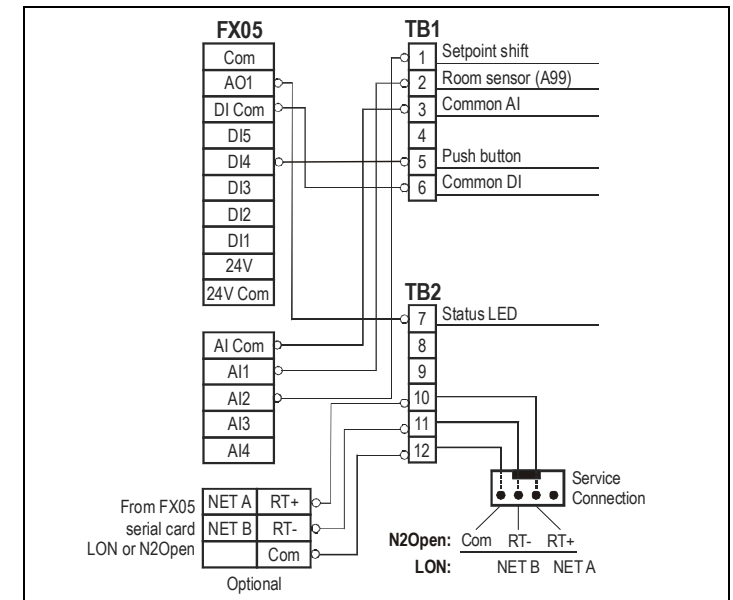 FX05
Com
AO1
DI Com
DI5
DI4
DI3
DI2
DI1
24V
24V Com
AI Com
AI1
AI2
AI3
AI4
From FX05
serial card
LON or N2Open
NET A RT+
NET B RT-
Com
Optional
TB1
1 Setpoint shift
2 Room sensor (A99)
3 Common AI
4
5 Push button
6 Common DI
TB2
7 Status LED
8
9
10
11
12
Service
Connection
N2Open: Com RT- RT+
LON: NET B NET A